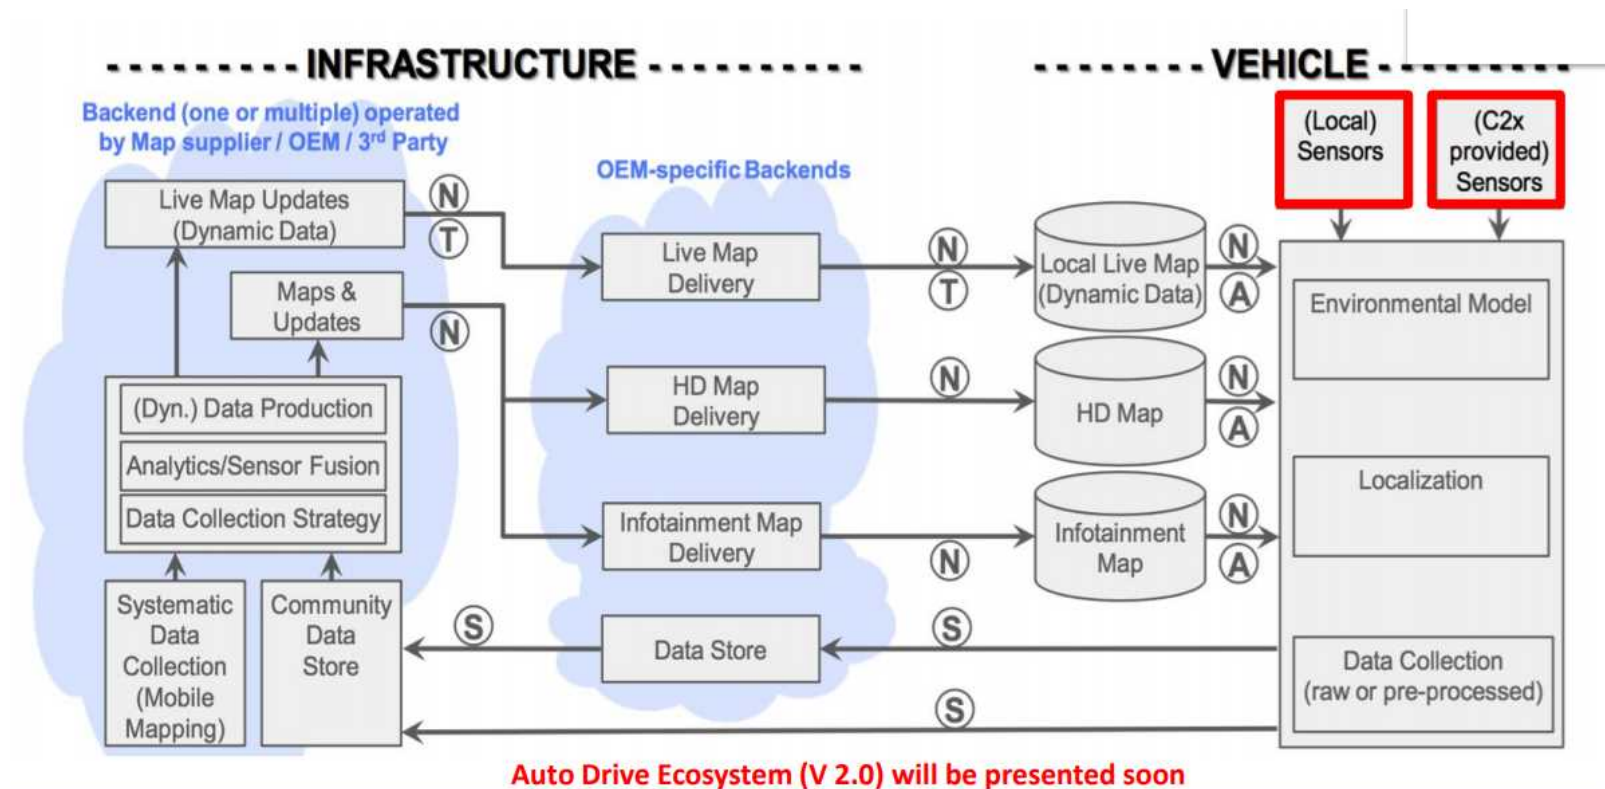 - - - - - - - - - INFRASTRUCTURE - - - - - - - - - -
- - - - - - - - VEHICLE - - - - - - - - -
Backend (one or multiple) operated
by Map supplier / OEM / 3rd Party
OEM-specific Backends
(Local)
Sensors
(C2x
provided)
Sensors
Live Map Updates
(Dynamic Data)
N
T
Live Map
Delivery
N
T
Local Live Map
(Dynamic Data)
N
A
Environmental Model
Maps &
Updates
N
HD Map
Delivery
N
HD Map
N
A
(Dyn.) Data Production
Analytics/Sensor Fusion
Data Collection Strategy
Localization
Infotainment Map
Delivery
N
Infotainment
Map
N
A
Systematic
Data
Collection
(Mobile
Mapping)
Community
Data
Store
S
Data Store
S
Data Collection
(raw or pre-processed)
S
Auto Drive Ecosystem (V 2.0) will be presented soon